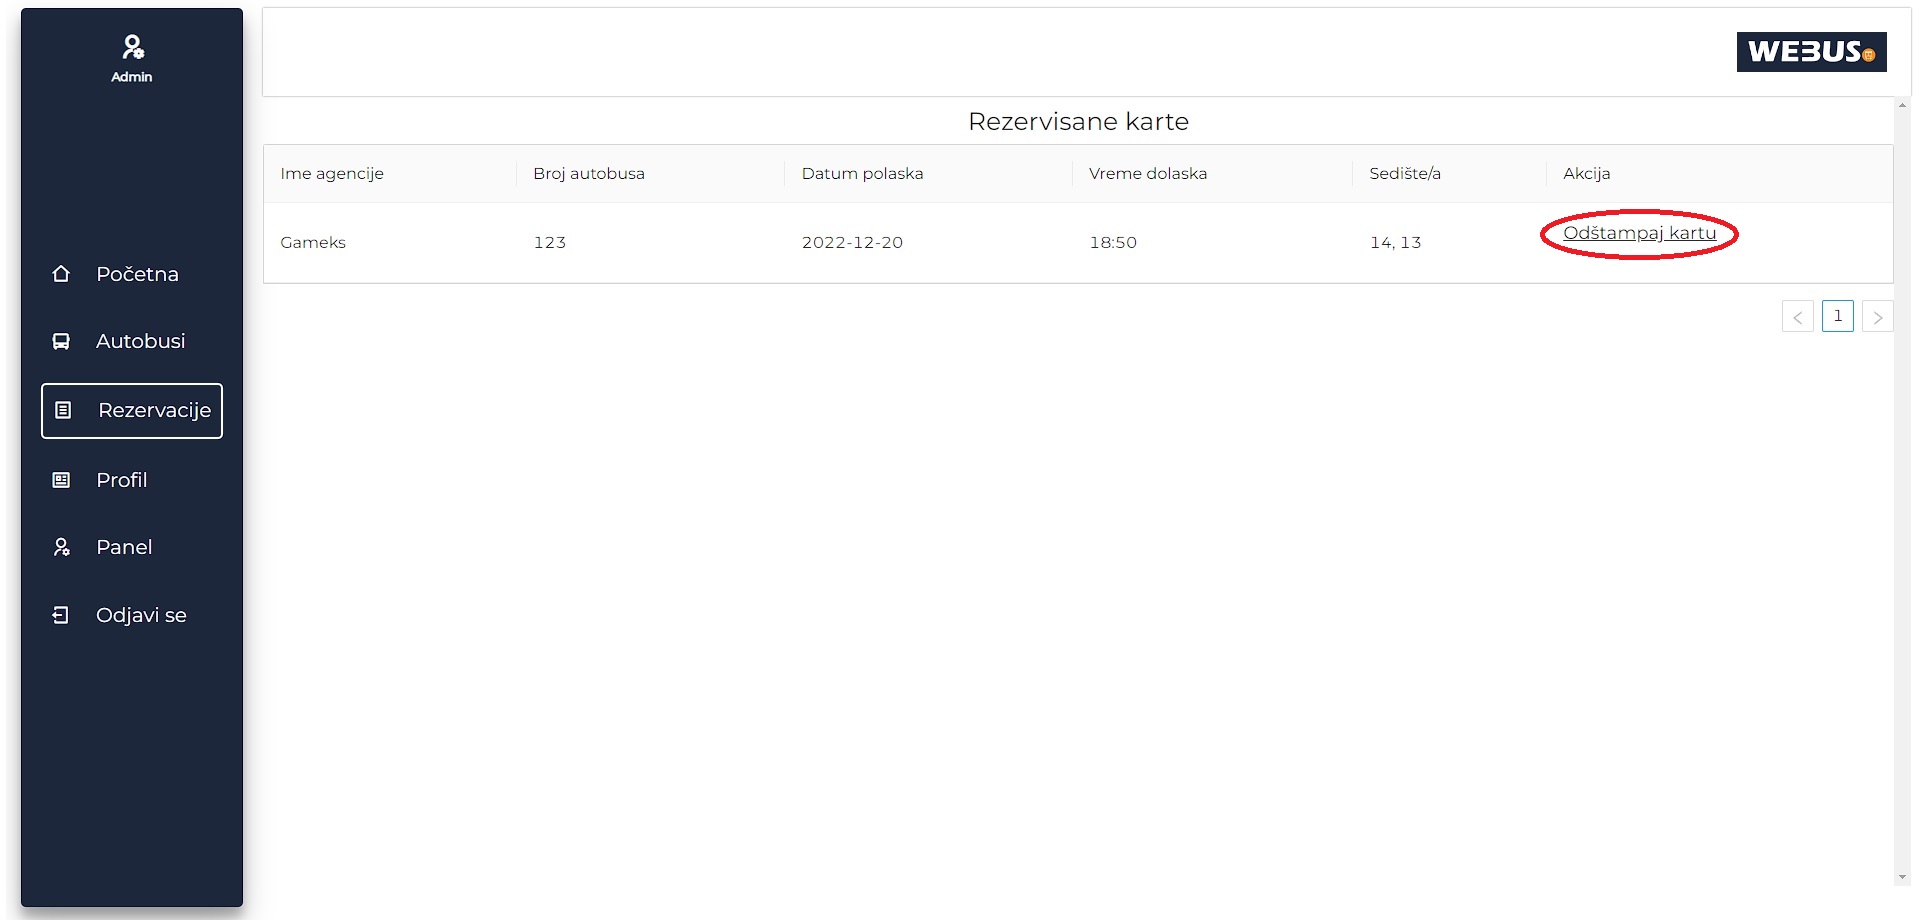 Admin
Početna
Autobusi
Rezervacije
Profil
Panel
Odjavi se
WEBUS
Rezervisane karte
Ime agencije Broj autobusa Datum polaska Vreme dolaska Sedište/a Akcija
Gameks 123 2022-12-20 18:50 14, 13 Odštampaj kartu
< 1 >